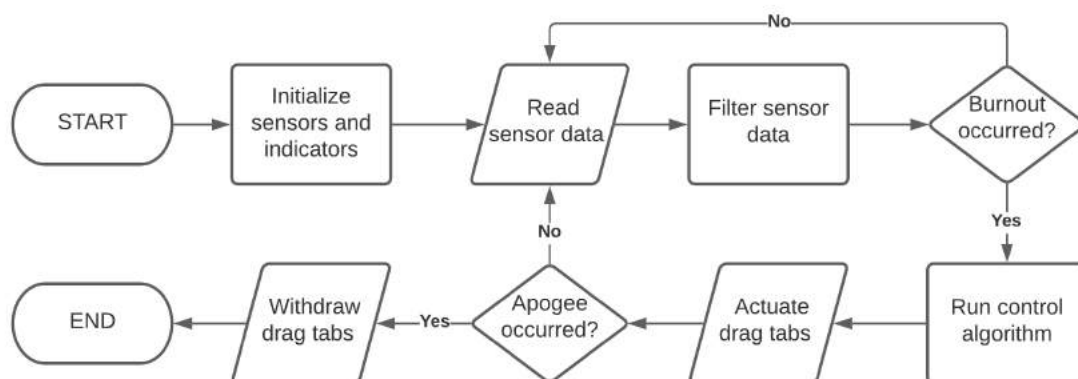 No
START
Initialize
sensors and
indicators
Read
sensor data
Filter sensor
data
Burnout
occurred?
Yes
No
END
Withdraw
drag tabs
Yes
Apogee
occurred?
Actuate
drag tabs
Run control
algorithm